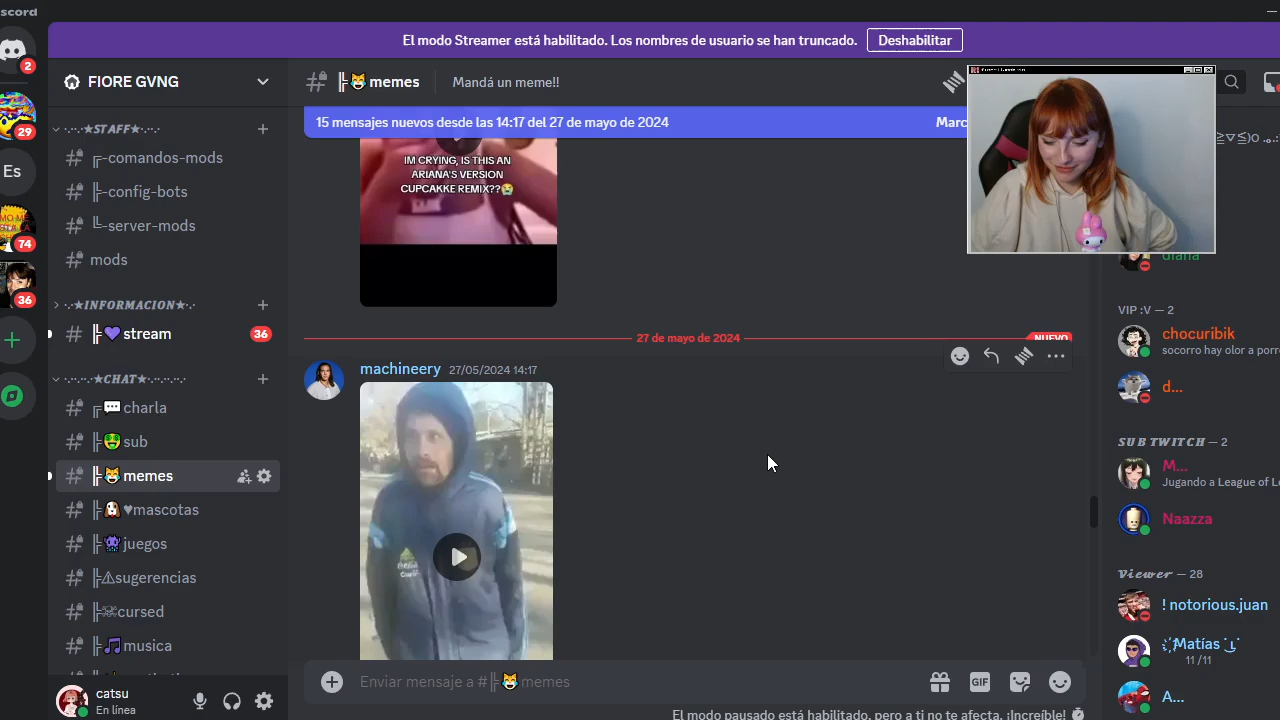 scord
El modo Streamer está habilitado. Los nombres de usuario se han truncado.
Deshabilitar
2
29
Es
74
36
FIORE GVNG
★STAFF★
╔-comandos-mods
╠-config-bots
╚-server-mods
mods
★INFORMACION★
╠💜stream
36
★CHAT★
╔💬charla
╠🤑sub
╠😹memes
╠🐶♥mascotas
╠👾juegos
╠⚠sugerencias
╠☠cursed
╠🎵musica
catsu
En línea
╠😹memes
Mandá un meme!!
15 mensajes nuevos desde las 14:17 del 27 de mayo de 2024
Marc
IM CRYING, IS THIS AN
ARIANA'S VERSION
CUPCAKKE REMIX??😭
27 de mayo de 2024
NUEVO
machineery 27/05/2024 14:17
Enviar mensaje a #╠😹memes
GIF
El modo pausado está habilitado, pero a ti no te afecta. ¡Increíble!
diana
VIP :V — 2
chocuribik
socorro hay olor a porr
d...
SUB TWITCH — 2
M...
Jugando a League of Le
Naazza
Viewer — 28
! notorious.juan
Matías
11 /11
A...